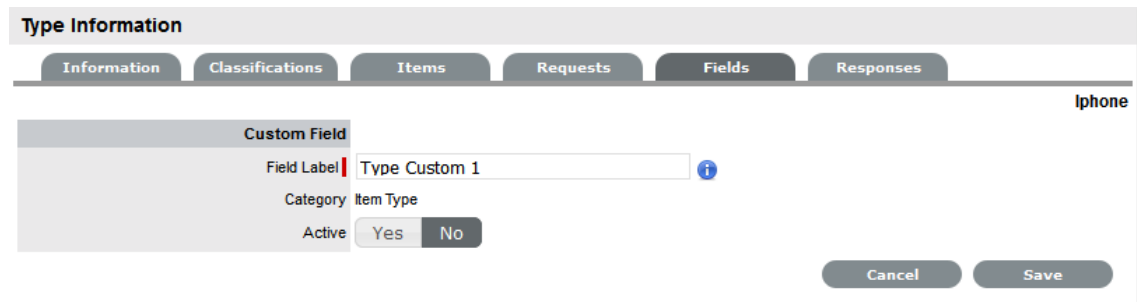 Type Information
Information Classifications Items Requests Fields Responses
Iphone
Custom Field
Field Label Type Custom 1 i
Category Item Type
Active Yes No
Cancel Save